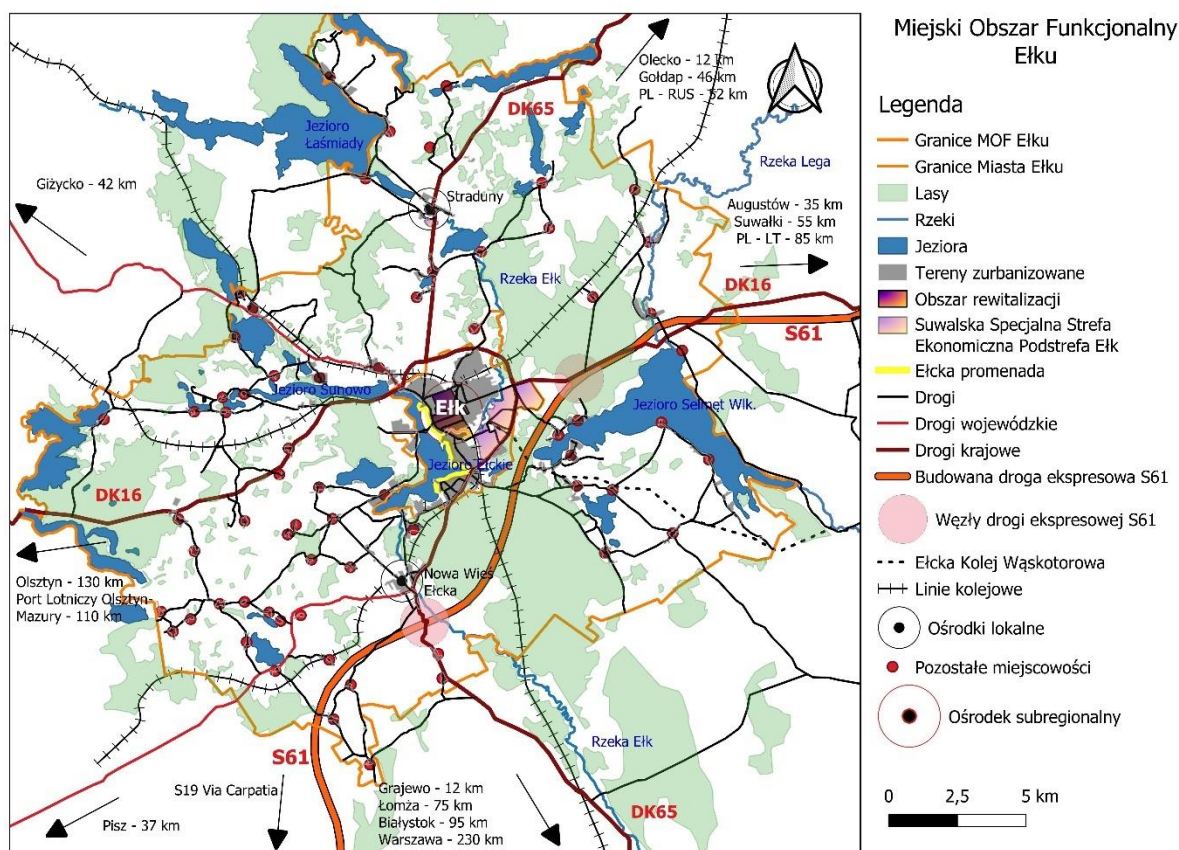 Miejski Obszar Funkcjonalny
Ełku
Legenda
Granice MOF Ełku
Granice Miasta Ełku
Lasy
Rzeki
Jeziora
Tereny zurbanizowane
Obszar rewitalizacji
Suwalska Specjalna Strefa
Ekonomiczna Podstrefa Ełk
Ełcka promenada
Drogi
Drogi wojewódzkie
Drogi krajowe
Budowana droga ekspresowa S61
Węzły drogi ekspresowej S61
Ełcka Kolej Wąskotorowa
Linie kolejowe
Ośrodki lokalne
Pozostałe miejscowości
Ośrodek subregionalny
0 2,5 5 km
Olecko - 12 km
Gołdap - 46 km
PL - RUS - 52 km
DK65
Jezioro
Łaśmiady
Rzeka Lega
Giżycko - 42 km
Straduny
Augustów - 35 km
Suwałki - 55 km
PL - LT - 85 km
Rzeka Ełk
DK16
S61
Jezioro Sunowo
Ełk
Jezioro Selmęt Wlk.
Jezioro Ełckie
DK16
Olsztyn - 130 km
Port Lotniczy Olsztyn-
Mazury - 110 km
Nowa Wieś
Ełcka
S61
Rzeka Ełk
S19 Via Carpatia
Grajewo - 12 km
Łomża - 75 km
Białystok - 95 km
Warszawa - 230 km
DK65
Pisz - 37 km